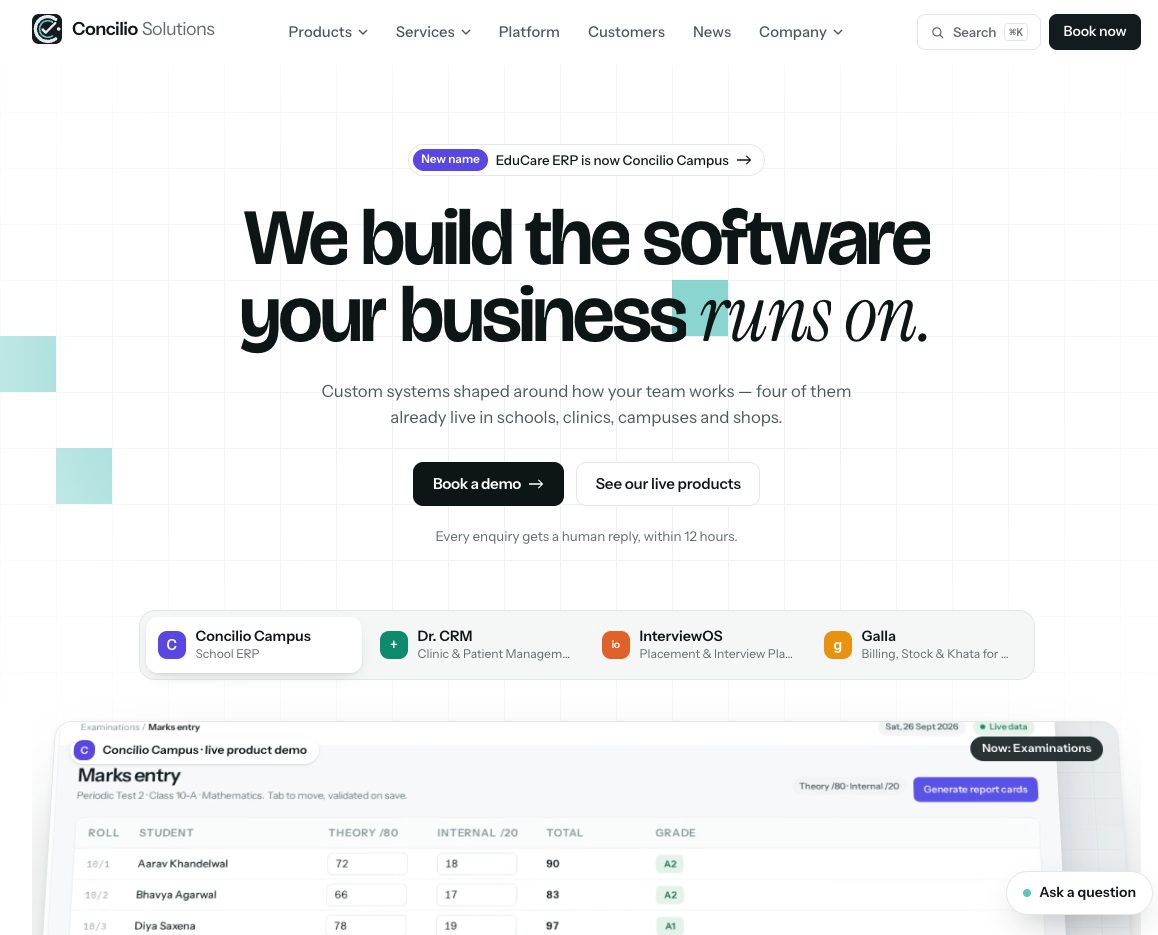 Concilio Solutions
Products
Services
Platform
Customers
News
Company
Search ⌘K
Book now
New name EduCare ERP is now Concilio Campus →
We build the software
your business runs on.
Custom systems shaped around how your team works — four of them
already live in schools, clinics, campuses and shops.
Book a demo →
See our live products
Every enquiry gets a human reply, within 12 hours.
C
Concilio Campus
School ERP
+
Dr. CRM
Clinic & Patient Managem...
io
InterviewOS
Placement & Interview Pla...
g
Galla
Billing, Stock & Khata for ...
Examinations / Marks entry
Sat, 26 Sept 2026
Live data
C Concilio Campus · live product demo
Now: Examinations
Marks entry
Periodic Test 2 · Class 10-A · Mathematics. Tab to move, validated on save.
Theory /80 · Internal /20
Generate report cards
ROLL STUDENT THEORY /80 INTERNAL /20 TOTAL GRADE
10/1 Aarav Khandelwal 72 18 90 A2
10/2 Bhavya Agarwal 66 17 83 A2
10/3 Diya Saxena 78 19 97 A1
Ask a question